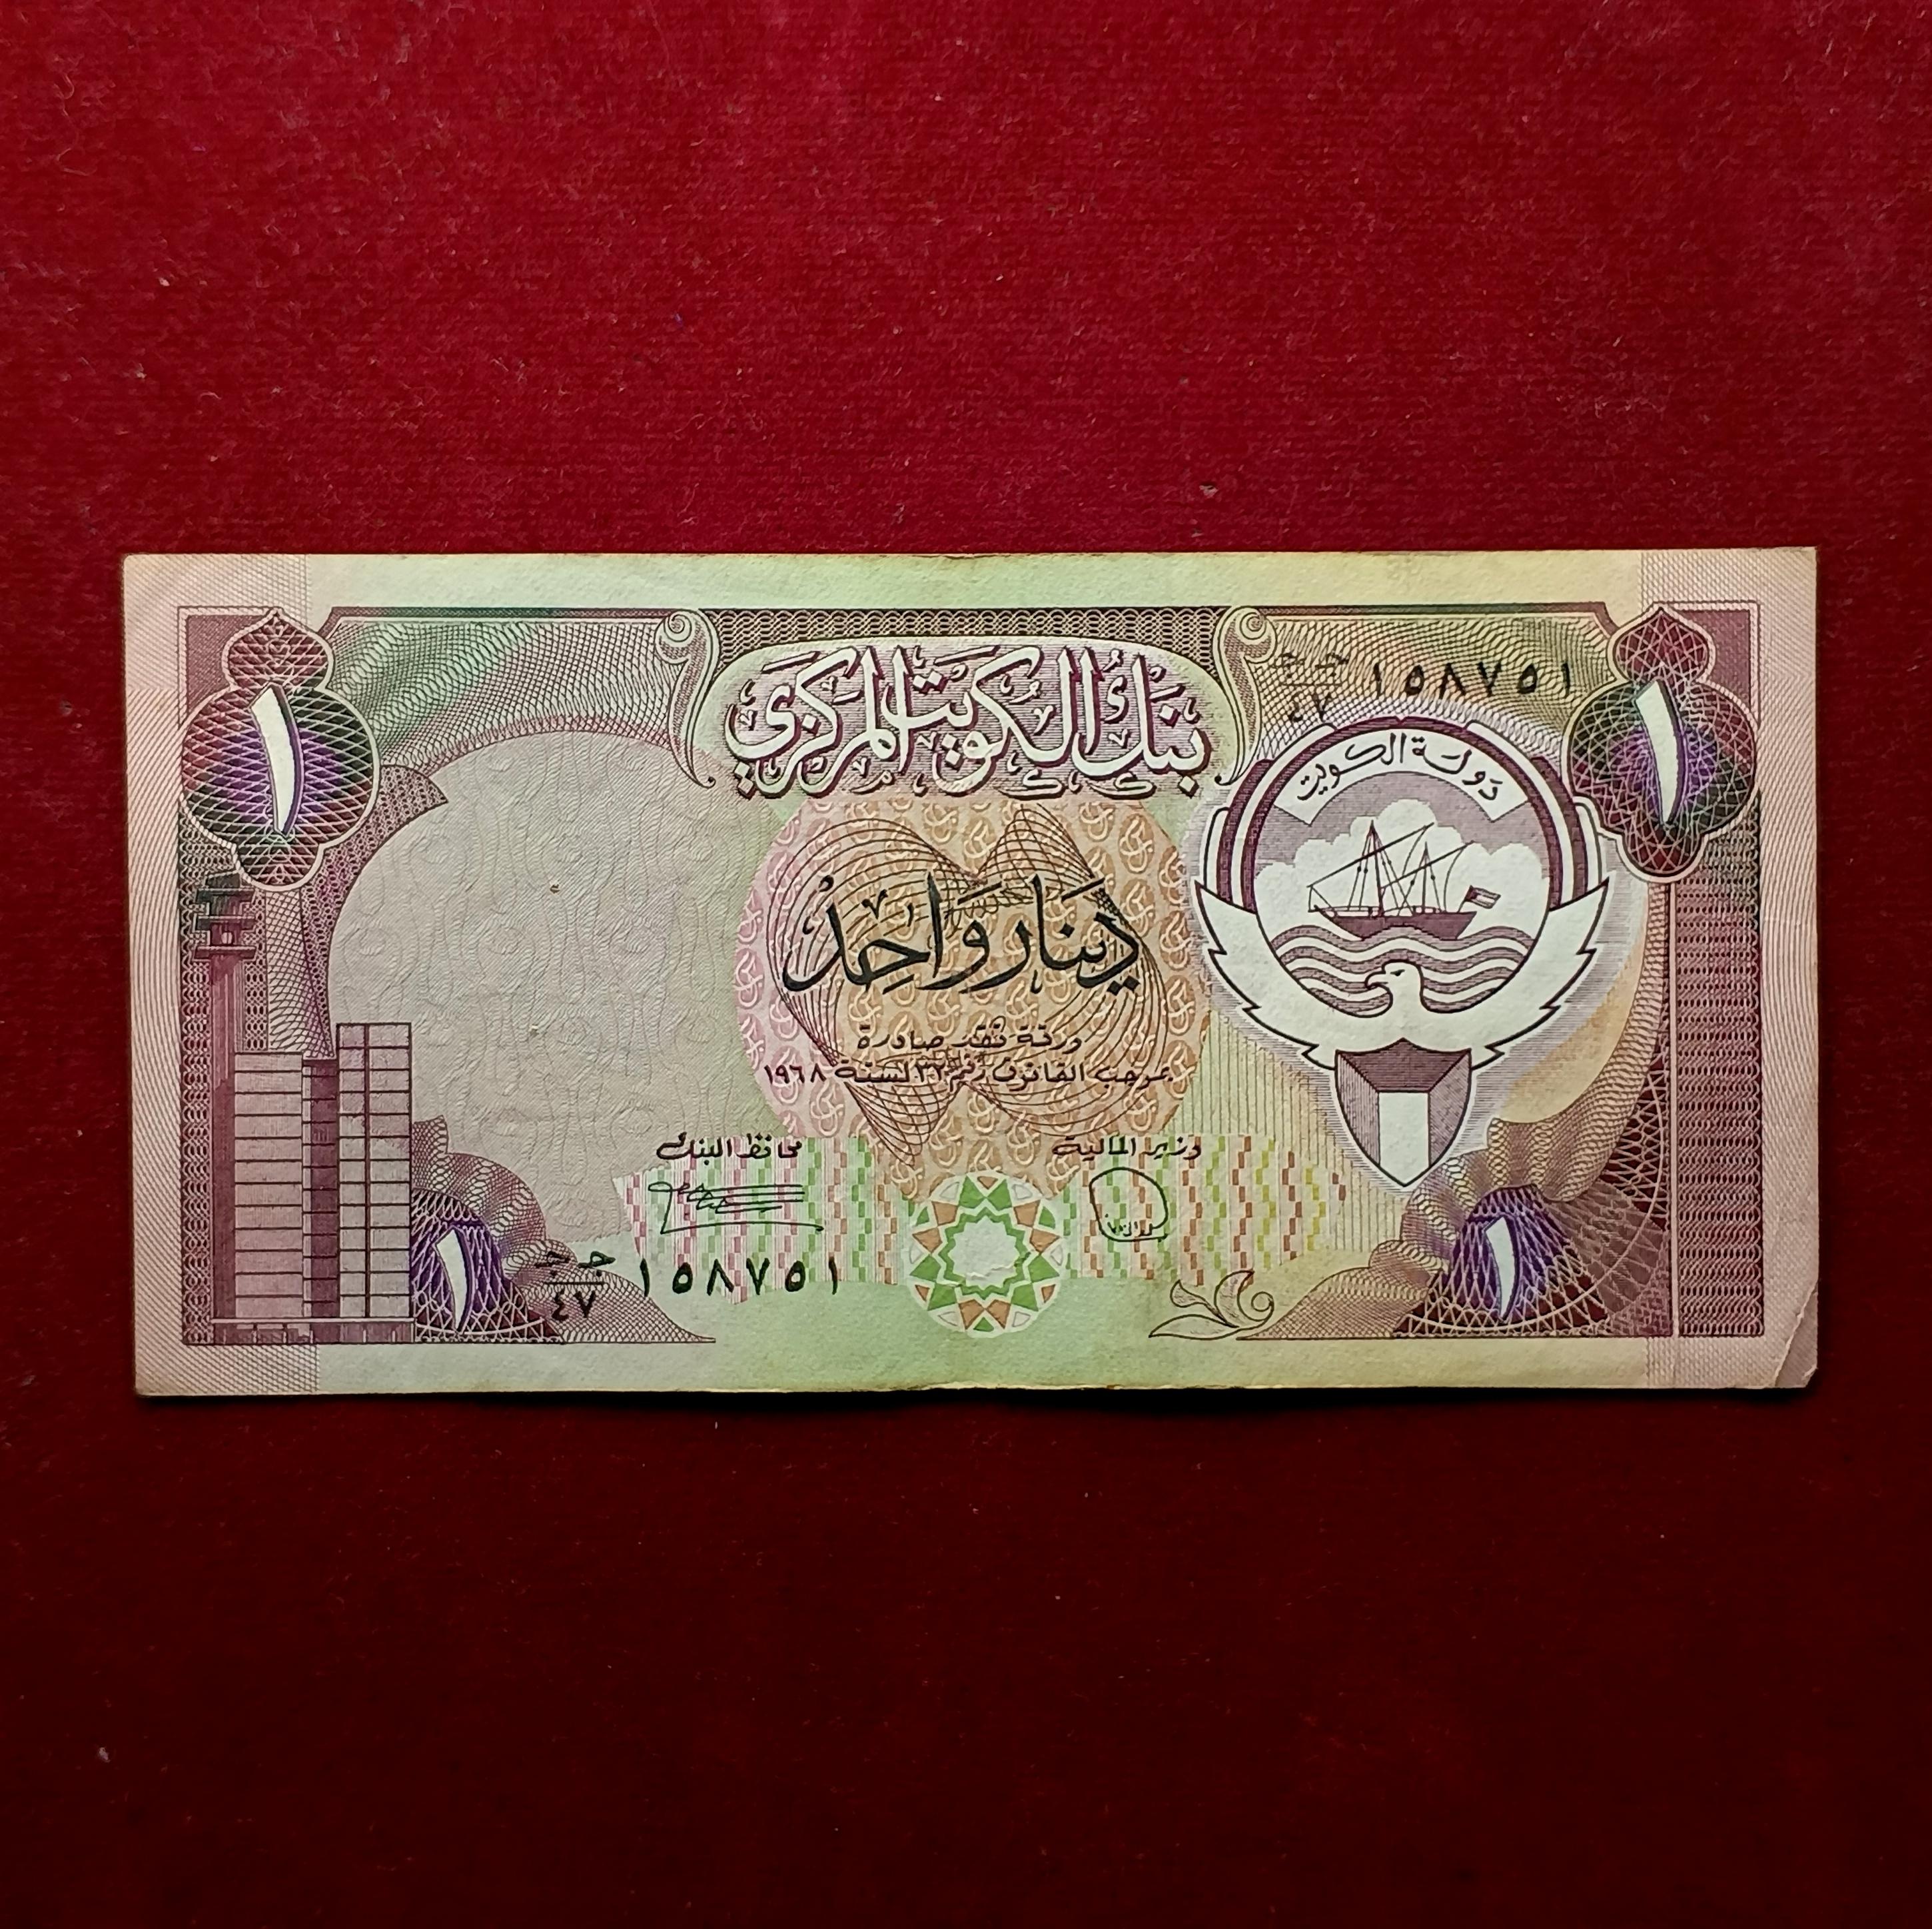 ١
بنك الكويت المركزي
١
ج ج
٤٧ ١٥٨٧٥١
دولة الكويت
دينار واحد
ورقة نقد صادرة
بموجب القانون رقم ٣٢ لسنة ١٩٦٨
وزير المالية
محافظ البنك
ج ج
٤٧ ١٥٨٧٥١
١
١